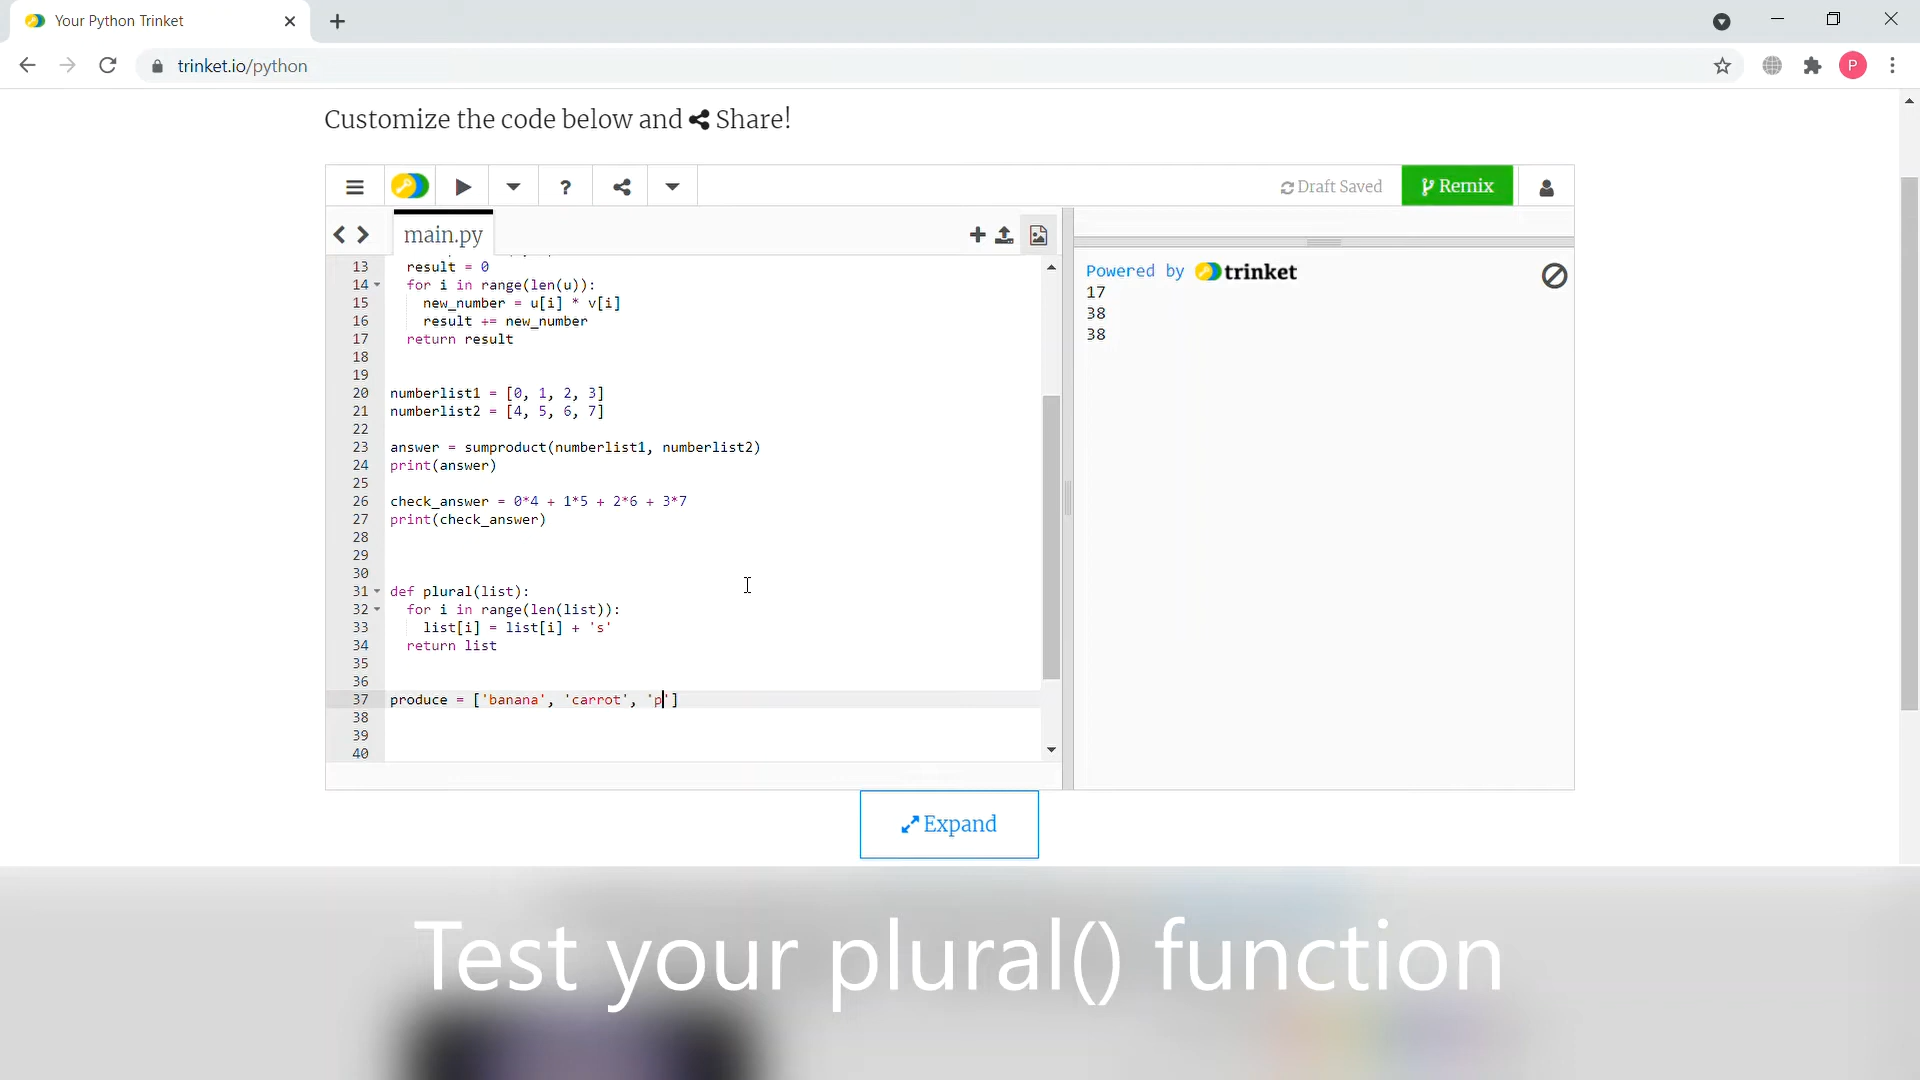 Your Python Trinket
trinket.io/python
P
Customize the code below and Share!
? Draft Saved Remix
main.py
13 result = 0
14 for i in range(len(u)):
15 new_number = u[i] * v[i]
16 result += new_number
17 return result
18
19
20 numberlist1 = [0, 1, 2, 3]
21 numberlist2 = [4, 5, 6, 7]
22
23 answer = sumproduct(numberlist1, numberlist2)
24 print(answer)
25
26 check_answer = 0*4 + 1*5 + 2*6 + 3*7
27 print(check_answer)
28
29
30
31 def plural(list):
32 for i in range(len(list)):
33 list[i] = list[i] + 's'
34 return list
35
36
37 produce = ['banana', 'carrot', 'p']
38
39
40
Powered by trinket
17
38
38
Expand
Test your plural() function